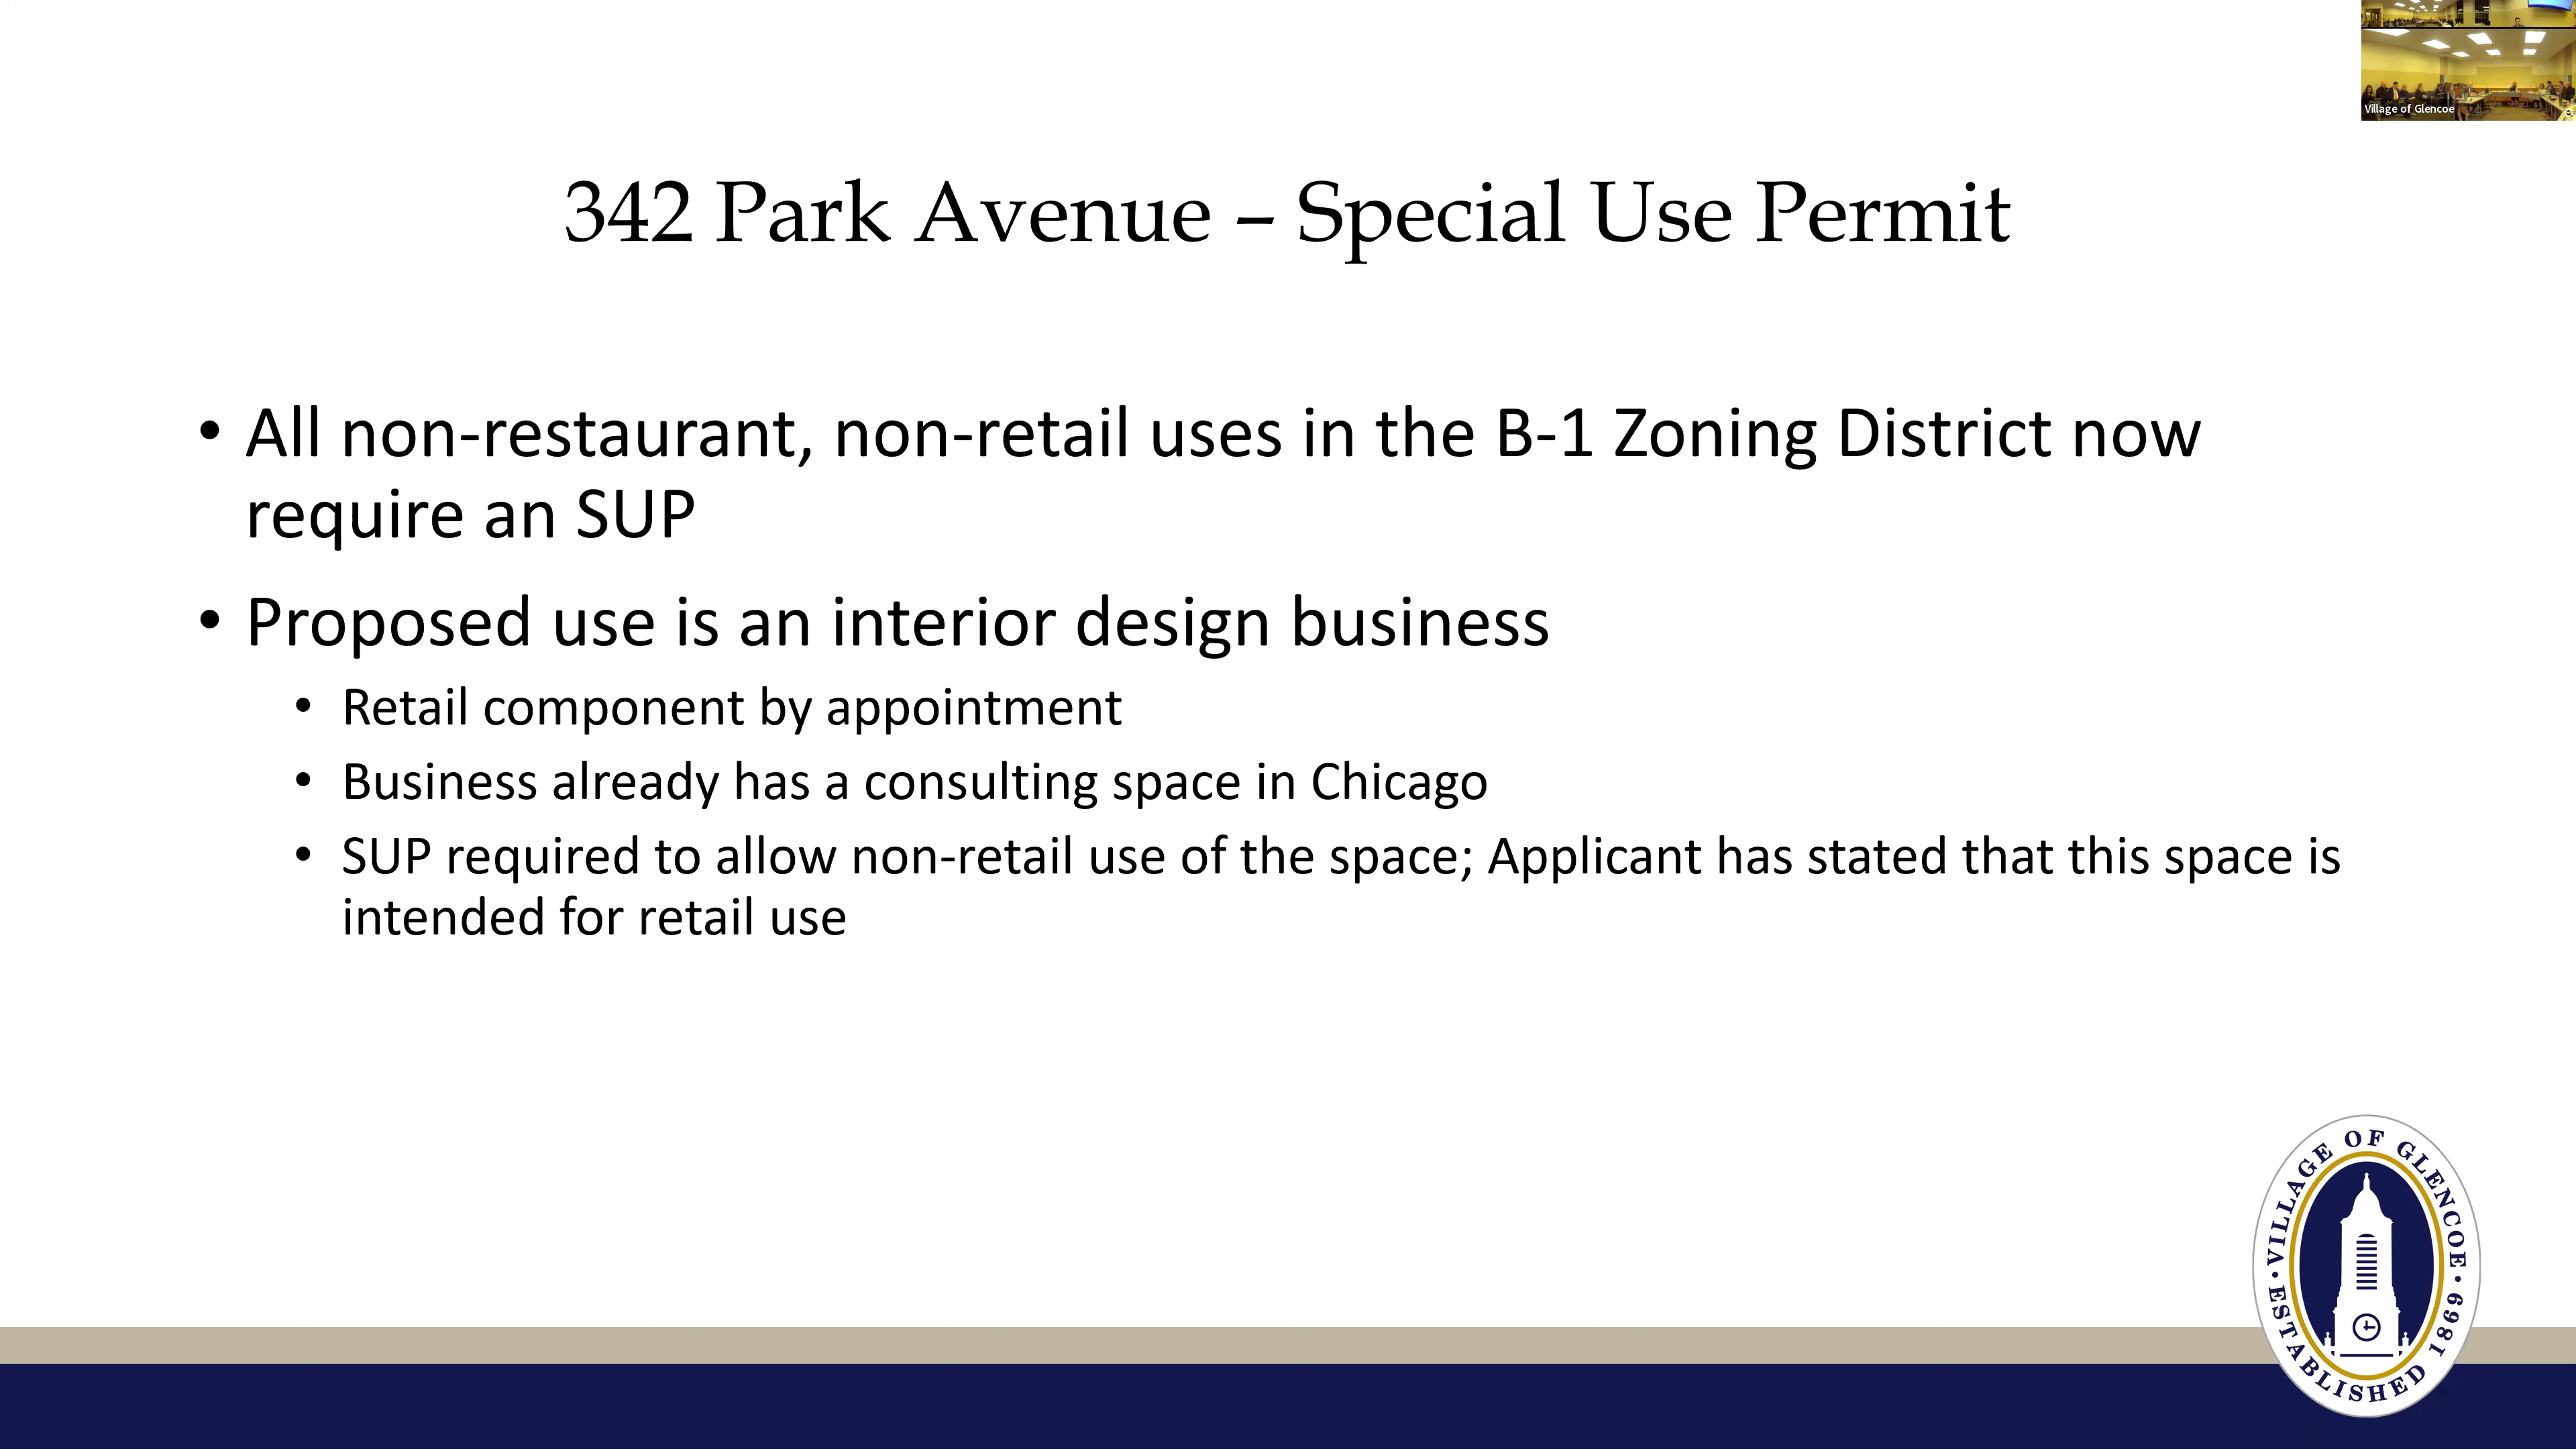 Village of Glencoe
342 Park Avenue – Special Use Permit
• All non-restaurant, non-retail uses in the B-1 Zoning District now
require an SUP
• Proposed use is an interior design business
• Retail component by appointment
• Business already has a consulting space in Chicago
• SUP required to allow non-retail use of the space; Applicant has stated that this space is
intended for retail use
VILLAGE OF GLENCOE • ESTABLISHED 1869 •